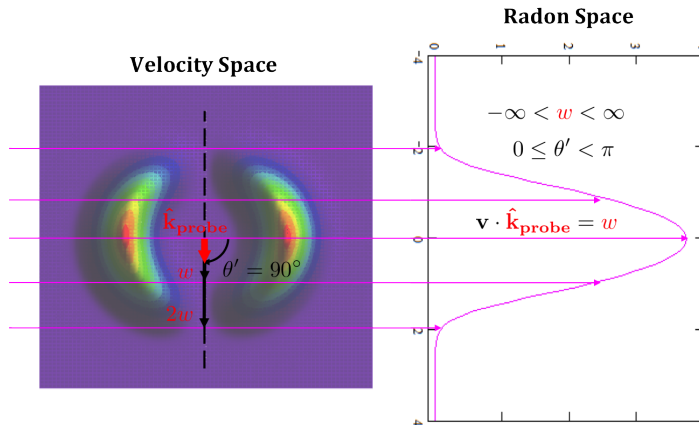 Radon Space
Velocity Space
0 1 2 3
-4
-2
0
2
4
−∞ < w < ∞
0 ≤ θ′ < π
v · k̂probe = w
k̂probe
w
θ′ = 90°
2w